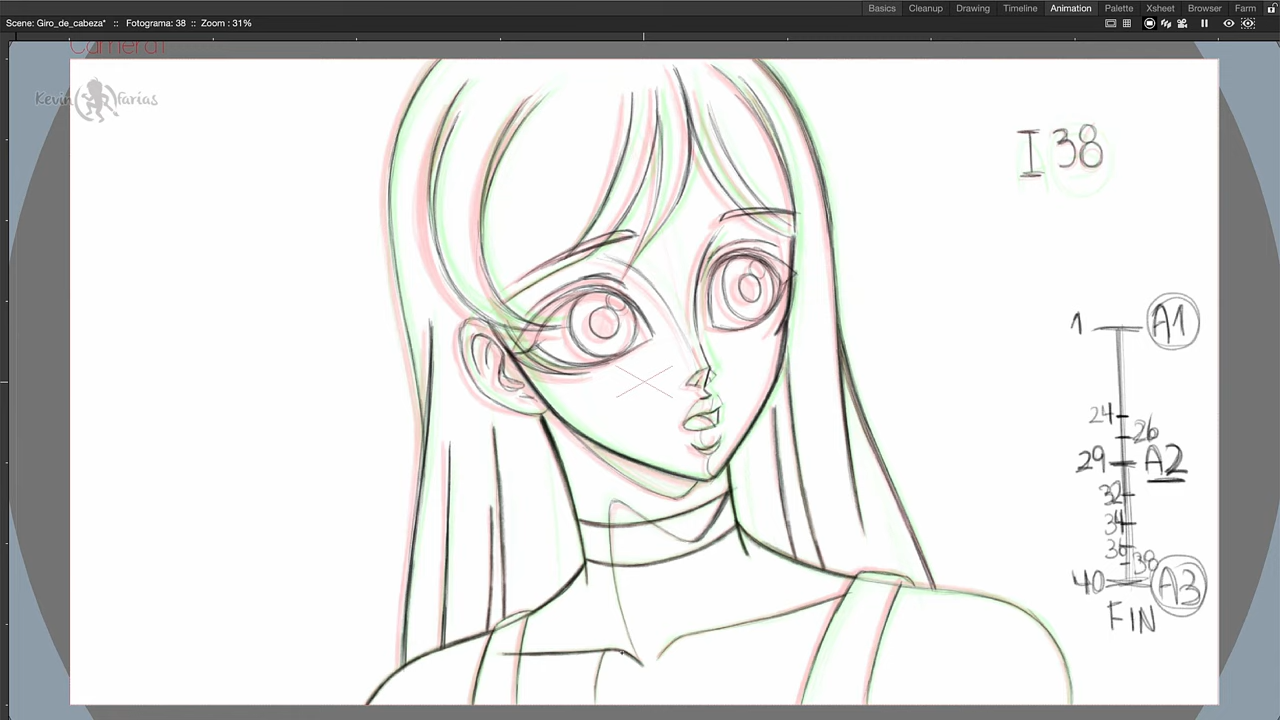 Basics Cleanup Drawing Timeline Animation Palette Xsheet Browser Farm
Scene: Giro_de_cabeza* :: Fotograma: 38 :: Zoom : 31%
Camera1
Kevin farias
I 38
1 A1
24
26
29 A2
32
34
36
38
40 A3
FIN